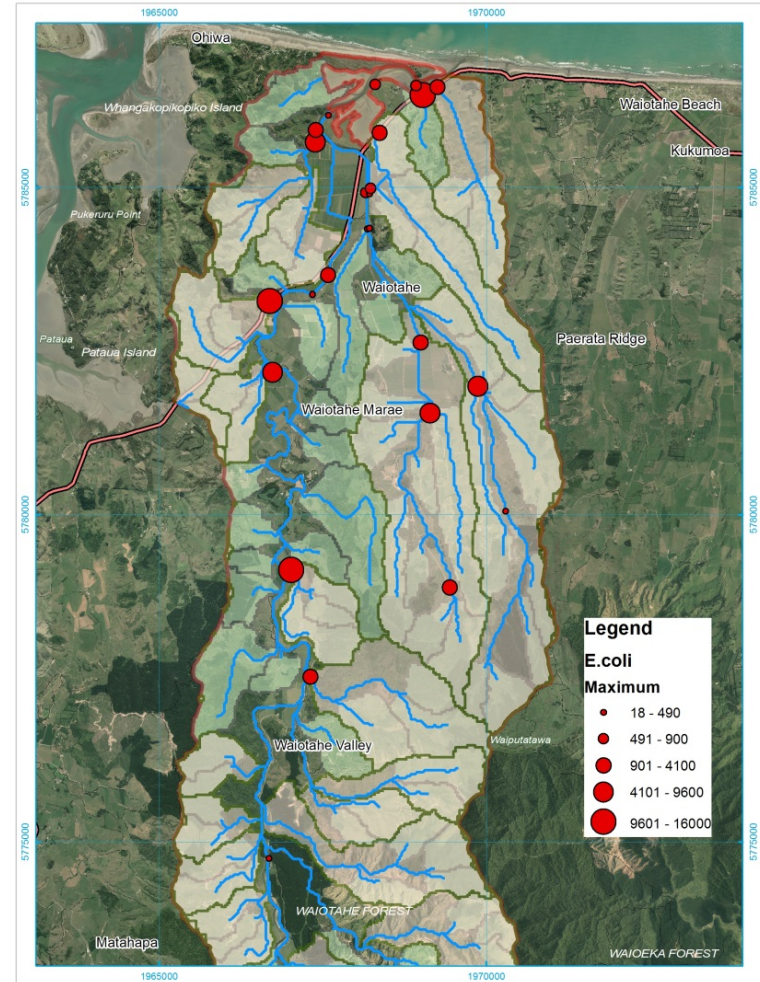 1965000
1970000
Ohiwa
Whangakopikopiko Island
Waiotahe Beach
Kukumoa
5785000
5785000
Pukeruru Point
Waiotahe
Pataua
Pataua Island
Paerata Ridge
Waiotahe Marae
5780000
5780000
Legend
E.coli
Maximum
18 - 490
491 - 900
901 - 4100
4101 - 9600
9601 - 16000
Waiputatawa
Waiotahe Valley
5775000
5775000
WAIOTAHE FOREST
Matahapa
WAIOEKA FOREST
1965000
1970000